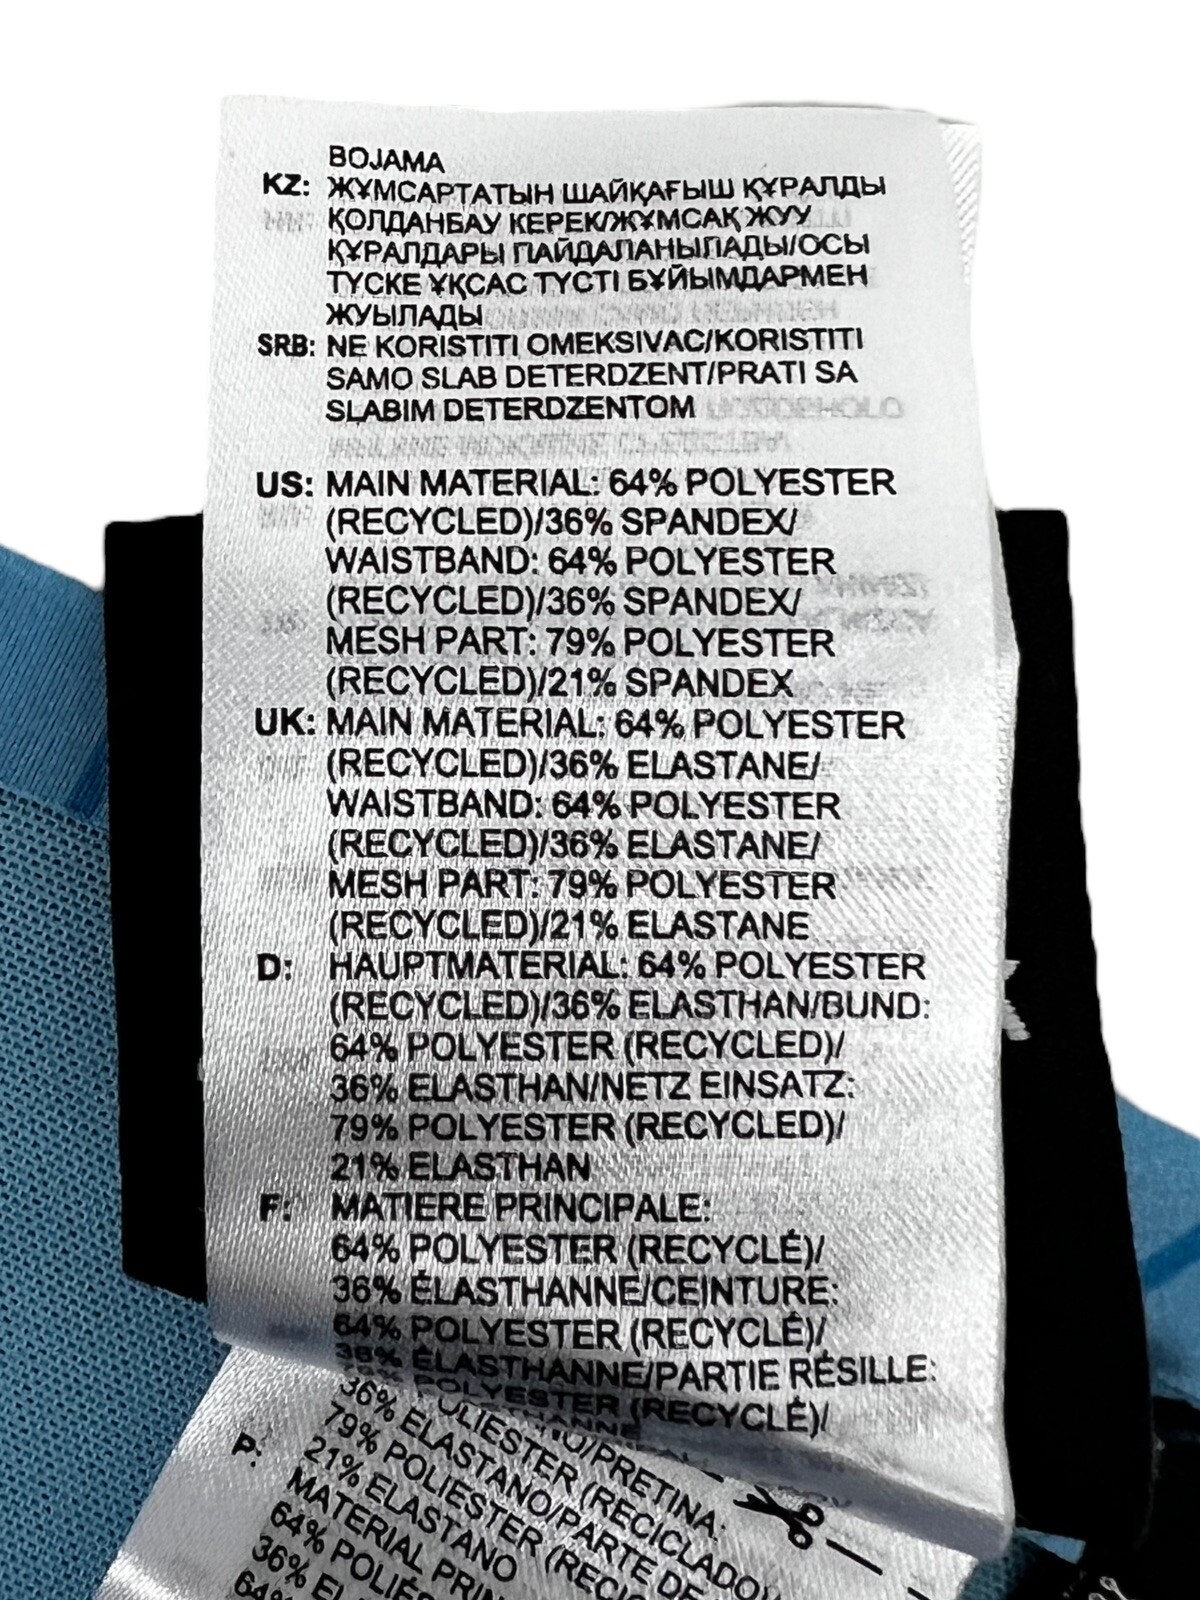 BOJAMA
KZ: ЖҰМСАРТАТЫН ШАЙҚАҒЫШ ҚҰРАЛДЫ
ҚОЛДАНБАУ КЕРЕК/ЖҰМСАҚ ЖУУ
ҚҰРАЛДАРЫ ПАЙДАЛАНЫЛАДЫ/ОСЫ
ТҮСКЕ ҰҚСАС ТҮСТІ БҰЙЫМДАРМЕН
ЖУЫЛАДЫ
SRB: NE KORISTITI OMEKSIVAC/KORISTITI
SAMO SLAB DETERDZENT/PRATI SA
SLABIM DETERDZENTOM
US: MAIN MATERIAL: 64% POLYESTER
(RECYCLED)/36% SPANDEX/
WAISTBAND: 64% POLYESTER
(RECYCLED)/36% SPANDEX/
MESH PART: 79% POLYESTER
(RECYCLED)/21% SPANDEX
UK: MAIN MATERIAL: 64% POLYESTER
(RECYCLED)/36% ELASTANE/
WAISTBAND: 64% POLYESTER
(RECYCLED)/36% ELASTANE/
MESH PART: 79% POLYESTER
(RECYCLED)/21% ELASTANE
D: HAUPTMATERIAL: 64% POLYESTER
(RECYCLED)/36% ELASTHAN/BUND:
64% POLYESTER (RECYCLED)/
36% ELASTHAN/NETZ EINSATZ:
79% POLYESTER (RECYCLED)/
21% ELASTHAN
F: MATIERE PRINCIPALE:
64% POLYESTER (RECYCLÉ)/
36% ÉLASTHANNE/CEINTURE:
64% POLYESTER (RECYCLÉ)/
36% ÉLASTHANNE/PARTIE RÉSILLE:
POLYESTER (RECYCLÉ)/
PRETINA:
POLIESTER (RECICLADO)/
36% ELASTANO/PARTE DE
79% POLIESTER
21% ELASTANO
P: MATERIAL
64%
36%